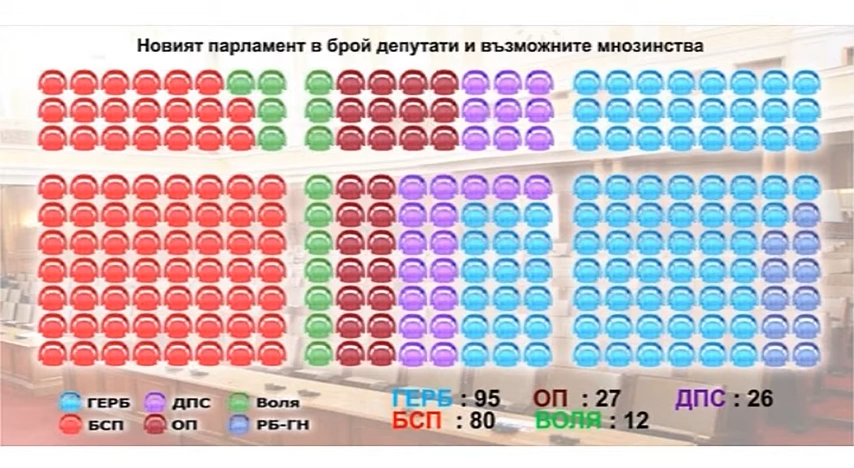 Новият парламент в брой депутати и възможните мнозинства
ГЕРБ ДПС Воля
БСП ОП РБ-ГН
ГЕРБ : 95 ОП : 27 ДПС : 26
БСП : 80 ВОЛЯ : 12